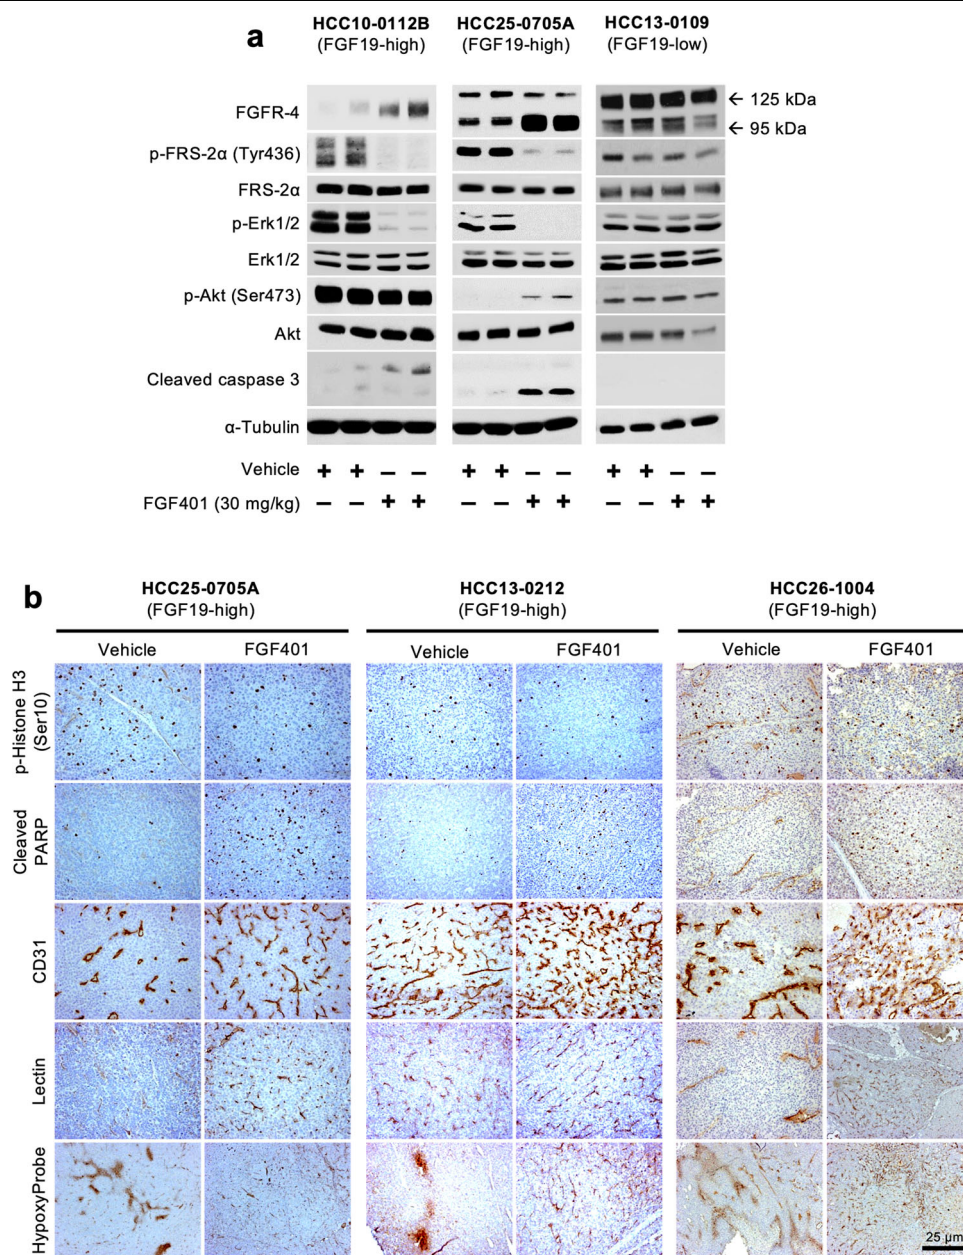 a
HCC10-0112B HCC25-0705A HCC13-0109
(FGF19-high) (FGF19-high) (FGF19-low)
FGFR-4
← 125 kDa
← 95 kDa
p-FRS-2α (Tyr436)
FRS-2α
p-Erk1/2
Erk1/2
p-Akt (Ser473)
Akt
Cleaved caspase 3
α-Tubulin
Vehicle + + – – + + – – + + – –
FGF401 (30 mg/kg) – – + + – – + + – – + +
b
HCC25-0705A HCC13-0212 HCC26-1004
(FGF19-high) (FGF19-high) (FGF19-high)
Vehicle FGF401 Vehicle FGF401 Vehicle FGF401
p-Histone H3
(Ser10)
Cleaved
PARP
CD31
Lectin
HypoxyProbe
25 µm